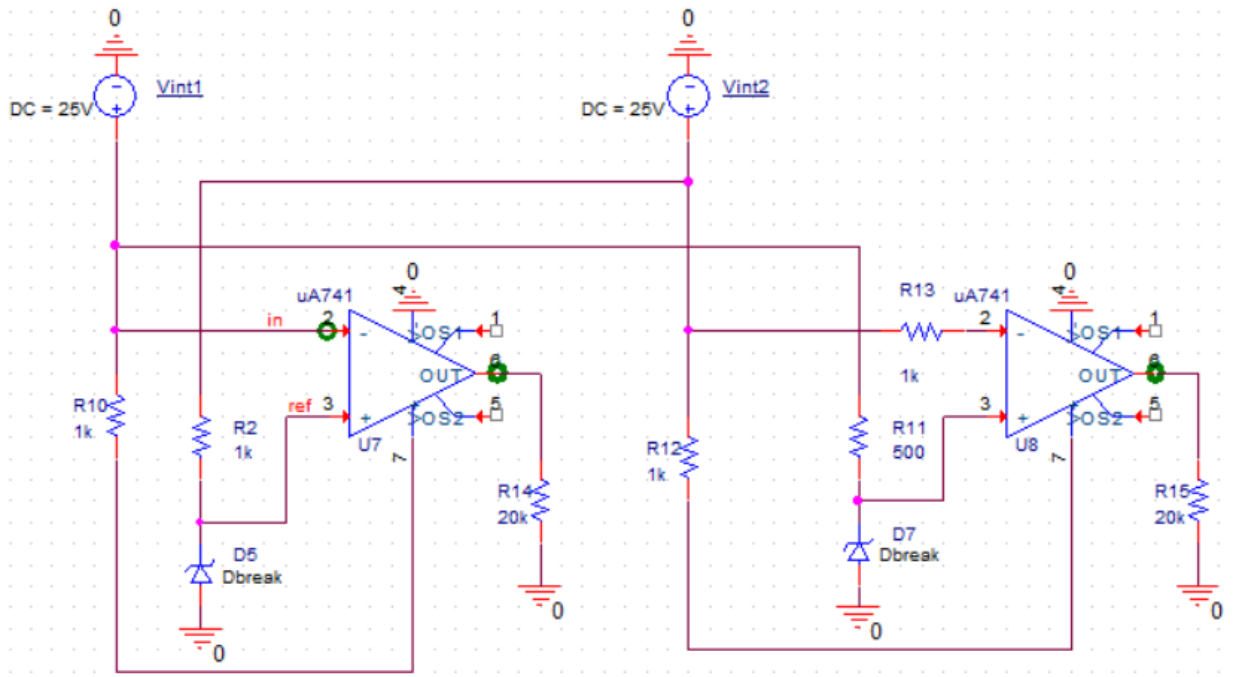 0
0
Vint1
Vint2
DC = 25V
DC = 25V
0
0
R13
uA741
4
uA741
4
in
2
-
OS1
1
2
-
OS1
1
1k
6
OUT
6
OUT
R10
1k
ref
3
+
OS2
5
R2
1k
U7
7
3
+
OS2
5
R11
500
U8
7
R12
1k
R14
20k
R15
20k
D5
Dbreak
D7
Dbreak
0
0
0
0